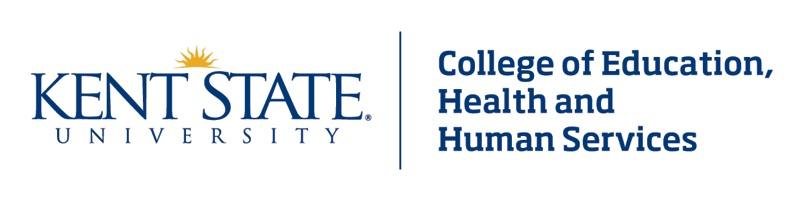 KENT STATE®
UNIVERSITY
College of Education,
Health and
Human Services